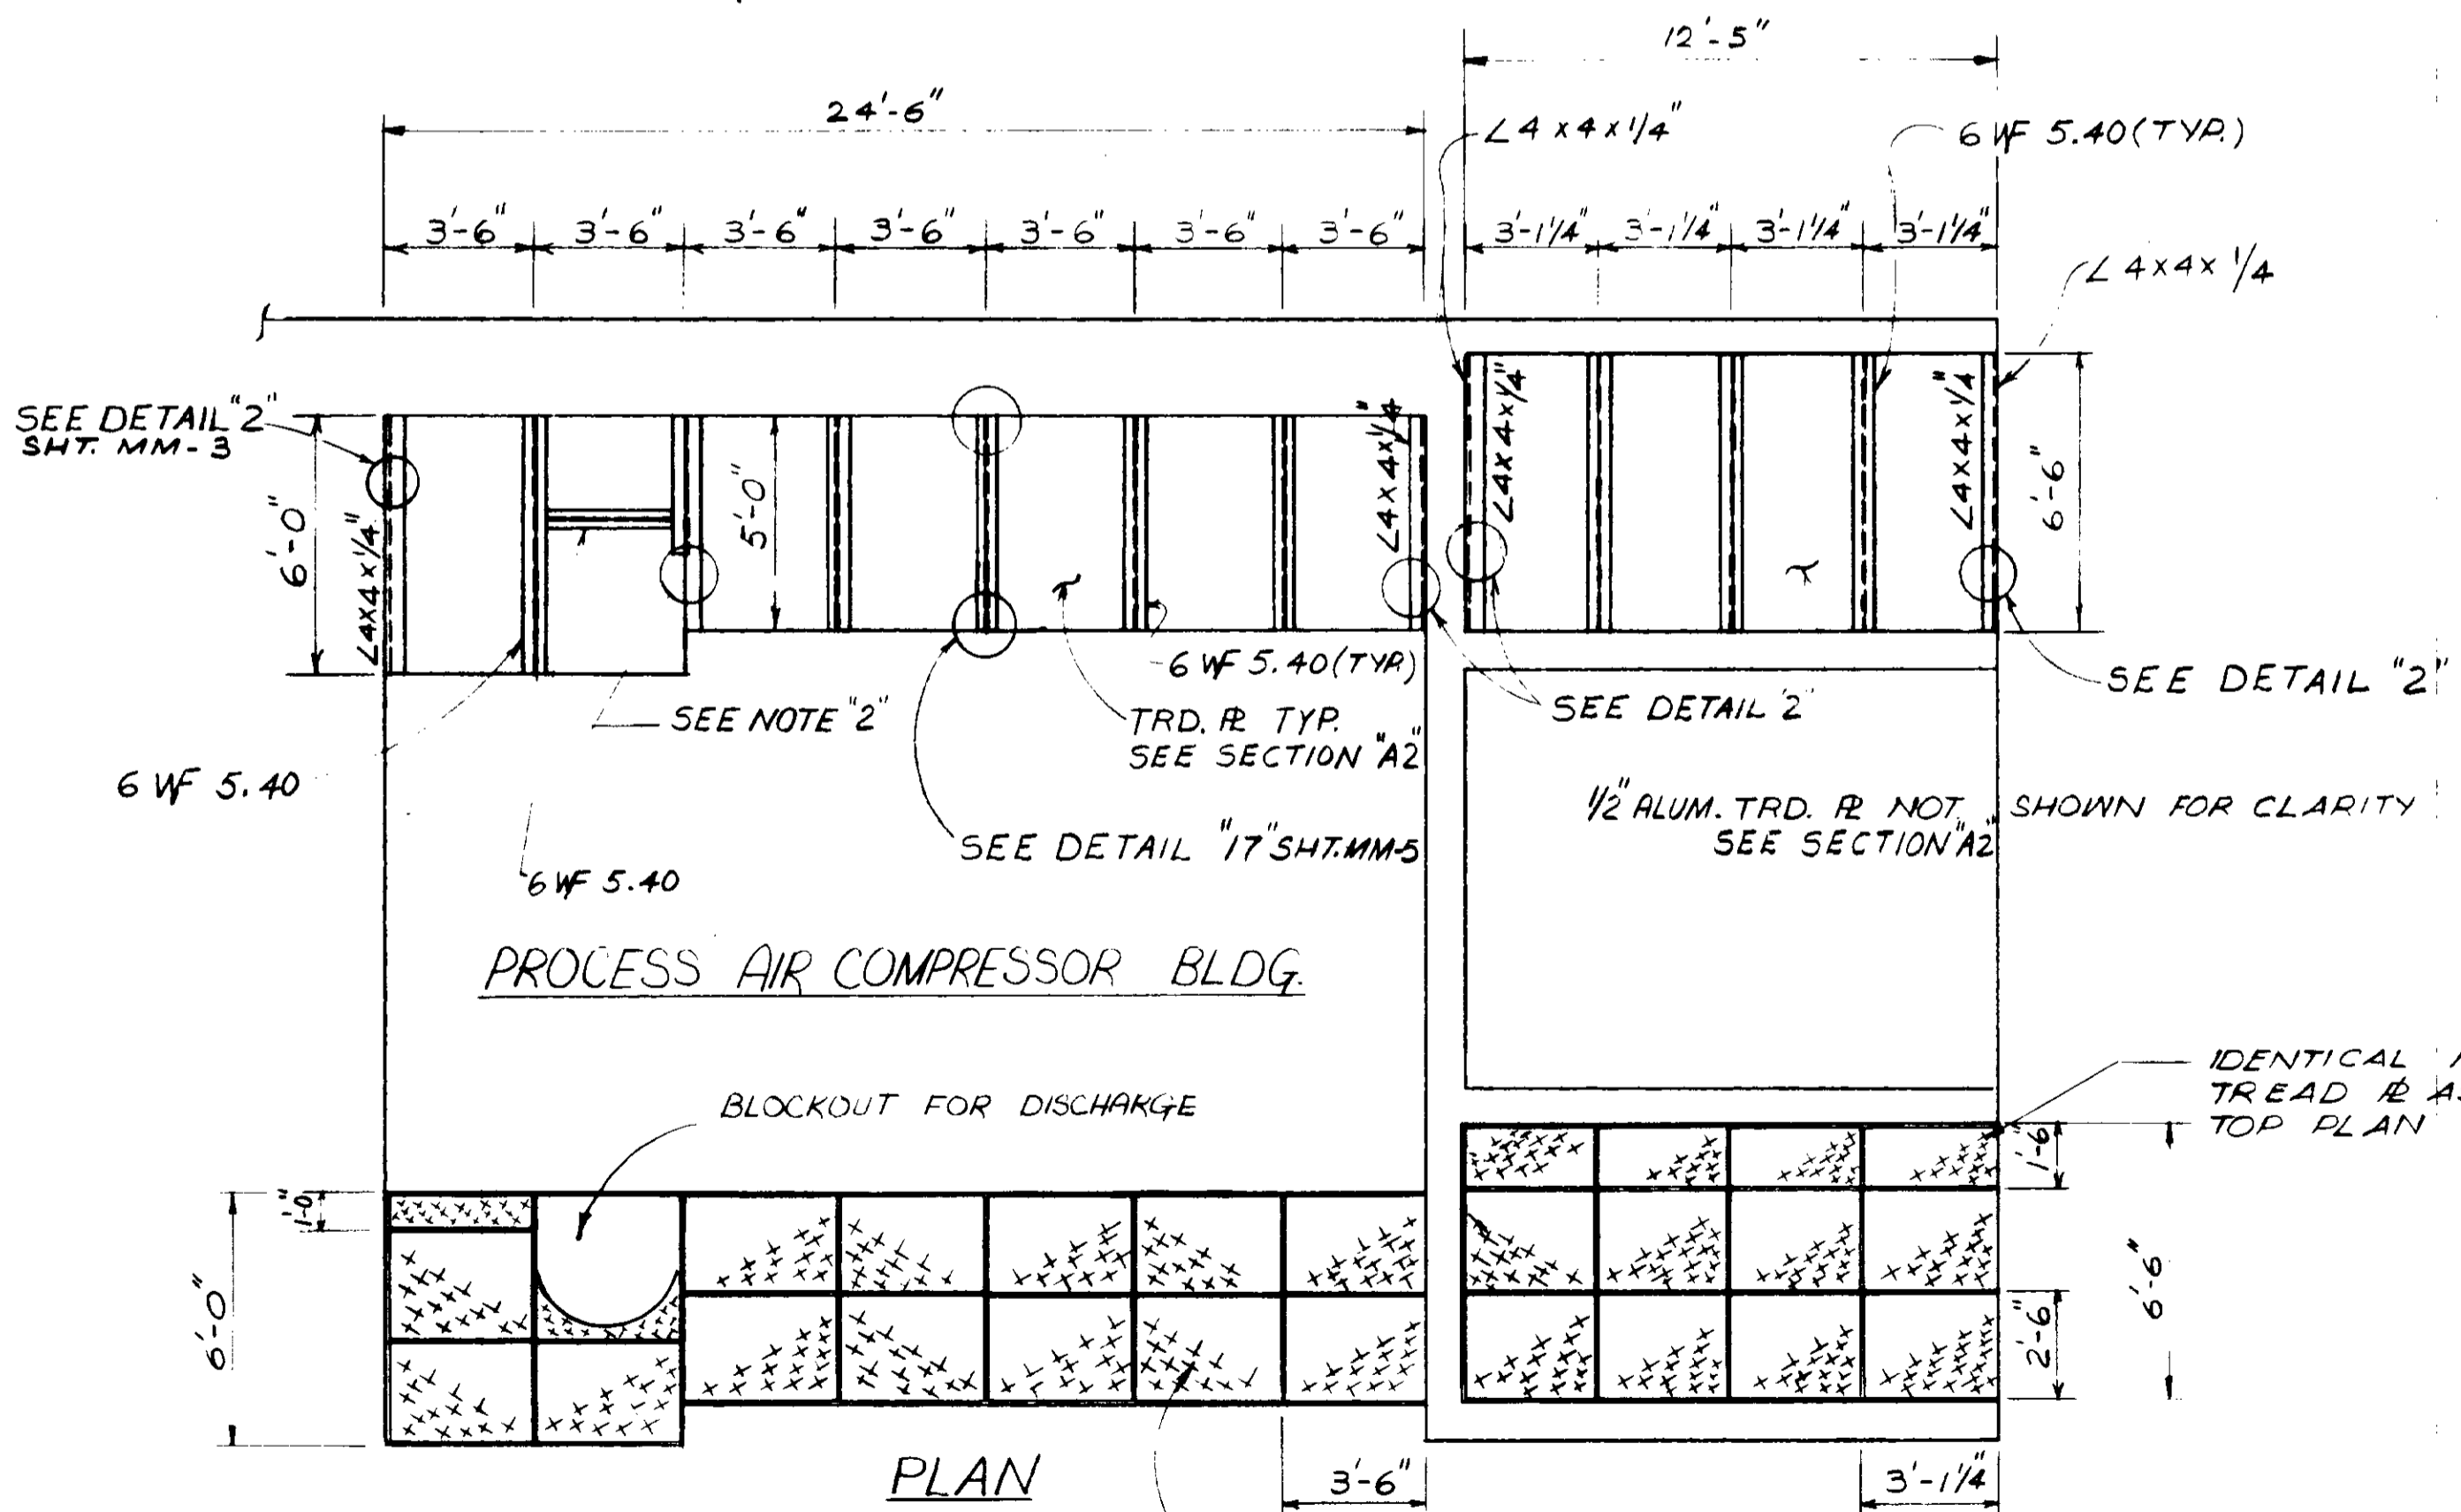 12'-5"
24'-6"
∠ 4 x 4 x 1/4"
6 WF 5.40 (TYP.)
3'-6" 3'-6" 3'-6" 3'-6" 3'-6" 3'-6" 3'-6"
3'-1 1/4" 3'-1 1/4" 3'-1 1/4" 3'-1 1/4"
∠ 4x4x 1/4
SEE DETAIL "2"
SHT. MM-3
6'-0"
∠4x4x1/4"
5'-0"
∠4x4x1/4"
∠4x4x1/4"
∠4x4x1/4"
6'-6"
6 WF 5.40 (TYP.)
SEE NOTE "2"
TRD. PL TYP.
SEE SECTION "A2"
SEE DETAIL "2"
SEE DETAIL "2"
6 WF 5.40
1/2" ALUM. TRD. PL NOT SHOWN FOR CLARITY
SEE SECTION "A2"
SEE DETAIL "17" SHT. MM-5
6 WF 5.40
PROCESS AIR COMPRESSOR BLDG.
BLOCKOUT FOR DISCHARGE
IDENTICAL
TREAD PL
TOP PLAN
1'-0"
6'-0"
1'-6"
2'-6"
6'-6"
PLAN
3'-6"
3'-1 1/4"